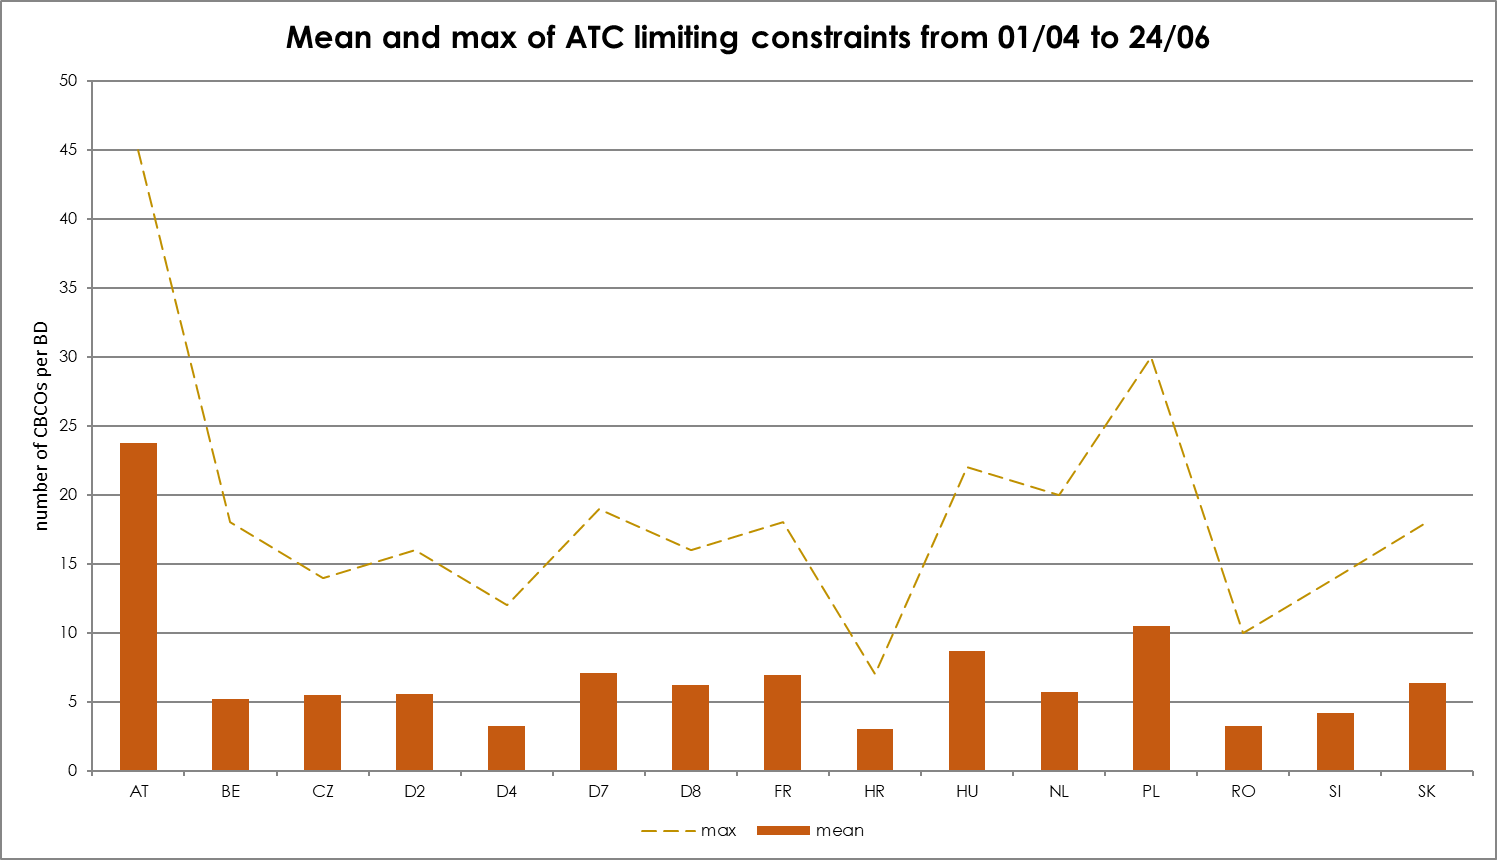 Mean and max of ATC limiting constraints from 01/04 to 24/06
number of CBCOs per BD
50
45
40
35
30
25
20
15
10
5
0
AT BE CZ D2 D4 D7 D8 FR HR HU NL PL RO SI SK
max mean